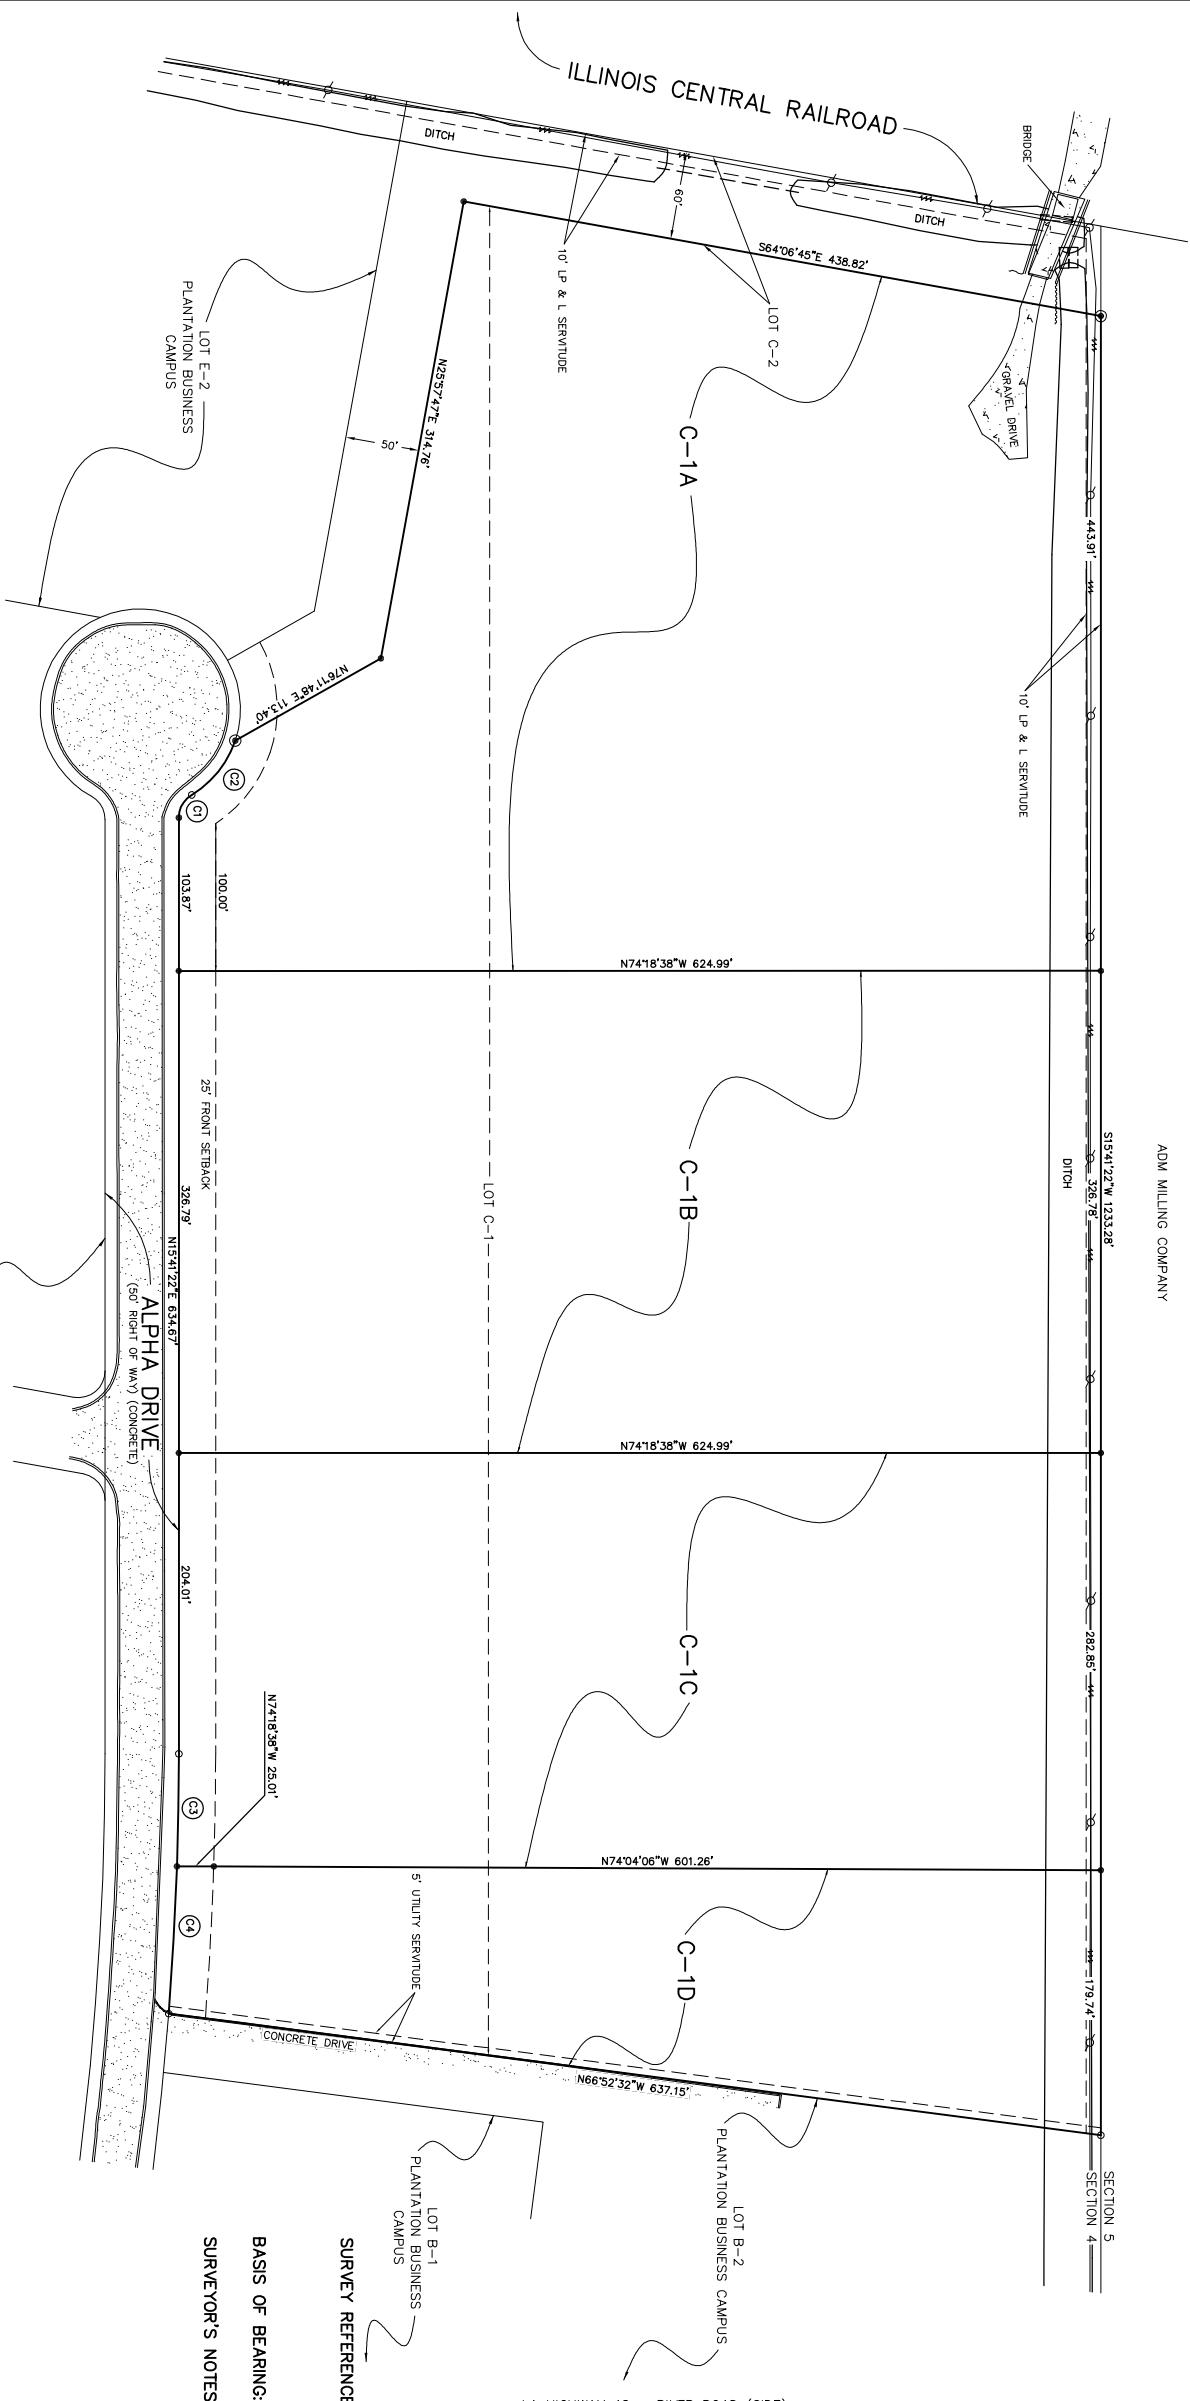 ILLINOIS CENTRAL RAILROAD
BRIDGE
DITCH
DITCH
60'
S64°06'45"E 438.82'
10' LP & L SERVITUDE
LOT C-2
GRAVEL DRIVE
LOT E-2
PLANTATION BUSINESS
CAMPUS
N25°57'47"E 314.76'
50'
C-1A
443.91'
10' LP & L SERVITUDE
N76°11'48"E 113.40'
C2
C1
103.87'
100.00'
N74°18'38"W 624.99'
ADM MILLING COMPANY
S15°41'22"W 1233.28'
326.78'
DITCH
25' FRONT SETBACK
LOT C-1
C-1B
326.79'
N15°41'22"E 634.67'
ALPHA DRIVE
(50' RIGHT OF WAY) (CONCRETE)
N74°18'38"W 624.99'
204.01'
C-1C
282.85'
N74°18'38"W 25.01'
C3
N74°04'06"W 601.26'
C4
5' UTILITY SERVITUDE
C-1D
179.74'
CONCRETE DRIVE
N66°52'32"W 637.15'
SECTION 5
SECTION 4
LOT B-2
PLANTATION BUSINESS CAMPUS
LOT B-1
PLANTATION BUSINESS
CAMPUS
SURVEY REFERENCE
BASIS OF BEARING:
SURVEYOR'S NOTES